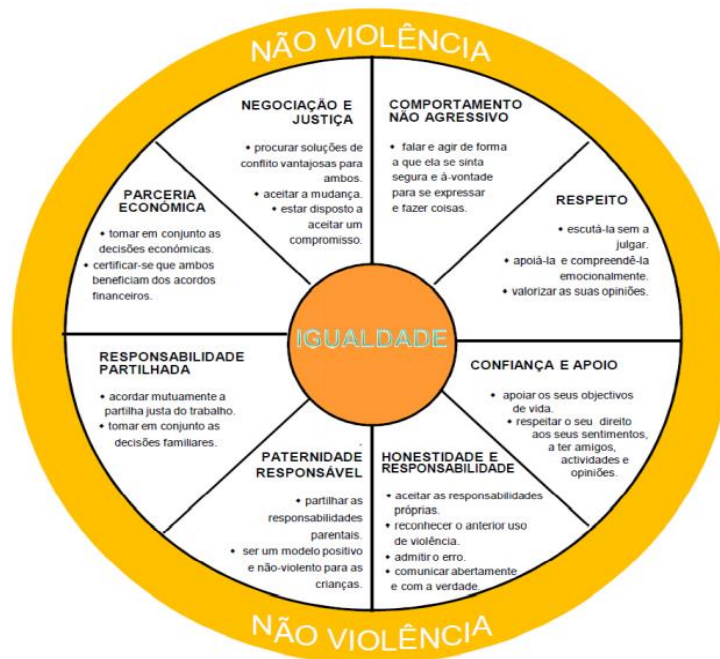 NÃO VIOLÊNCIA
NEGOCIAÇÃO E
JUSTIÇA
• procurar soluções de
conflito vantajosas para
ambos.
• aceitar a mudança.
• estar disposto a
aceitar um
compromisso.
COMPORTAMENTO
NÃO AGRESSIVO
• falar e agir de forma
a que ela se sinta
segura e à-vontade
para se expressar
e fazer coisas.
RESPEITO
• escutá-la sem a
julgar.
• apoiá-la e compreendê-la
emocionalmente.
• valorizar as suas opiniões.
CONFIANÇA E APOIO
• apoiar os seus objectivos
de vida.
• respeitar o seu direito
aos seus sentimentos,
a ter amigos,
actividades e
opiniões.
HONESTIDADE E
RESPONSABILIDADE
• aceitar as responsabilidades
próprias.
• reconhecer o anterior uso
de violência.
• admitir o erro.
• comunicar abertamente
e com a verdade.
PATERNIDADE
RESPONSÁVEL
• partilhar as
responsabilidades
parentais.
• ser um modelo positivo
e não-violento para as
crianças.
RESPONSABILIDADE
PARTILHADA
• acordar mutuamente a
partilha justa do trabalho.
• tomar em conjunto as
decisões familiares.
PARCERIA
ECONÓMICA
• tomar em conjunto as
decisões económicas.
• certificar-se que ambos
beneficiam dos acordos
financeiros.
IGUALDADE
NÃO VIOLÊNCIA